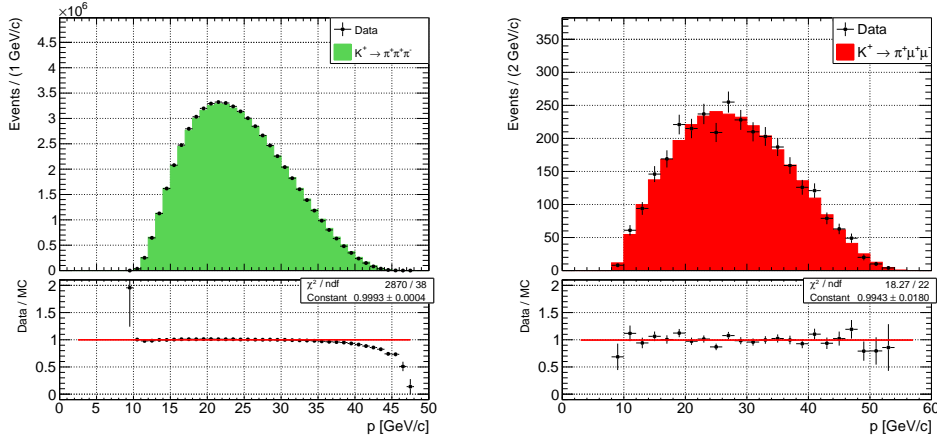 ×10⁶
Events / (1 GeV/c)
4.5
4
3.5
3
2.5
2
1.5
1
0.5
0
Data
K⁺ → π⁺π⁺π⁻
Data / MC
2
1.5
1
0.5
0
χ² / ndf 2870 / 38
Constant 0.9993 ± 0.0004
0 5 10 15 20 25 30 35 40 45 50
p [GeV/c]
Events / (2 GeV/c)
350
300
250
200
150
100
50
0
Data
K⁺ → π⁺μ⁺μ⁻
Data / MC
2
1.5
1
0.5
0
χ² / ndf 18.27 / 22
Constant 0.9943 ± 0.0180
0 10 20 30 40 50 60
p [GeV/c]